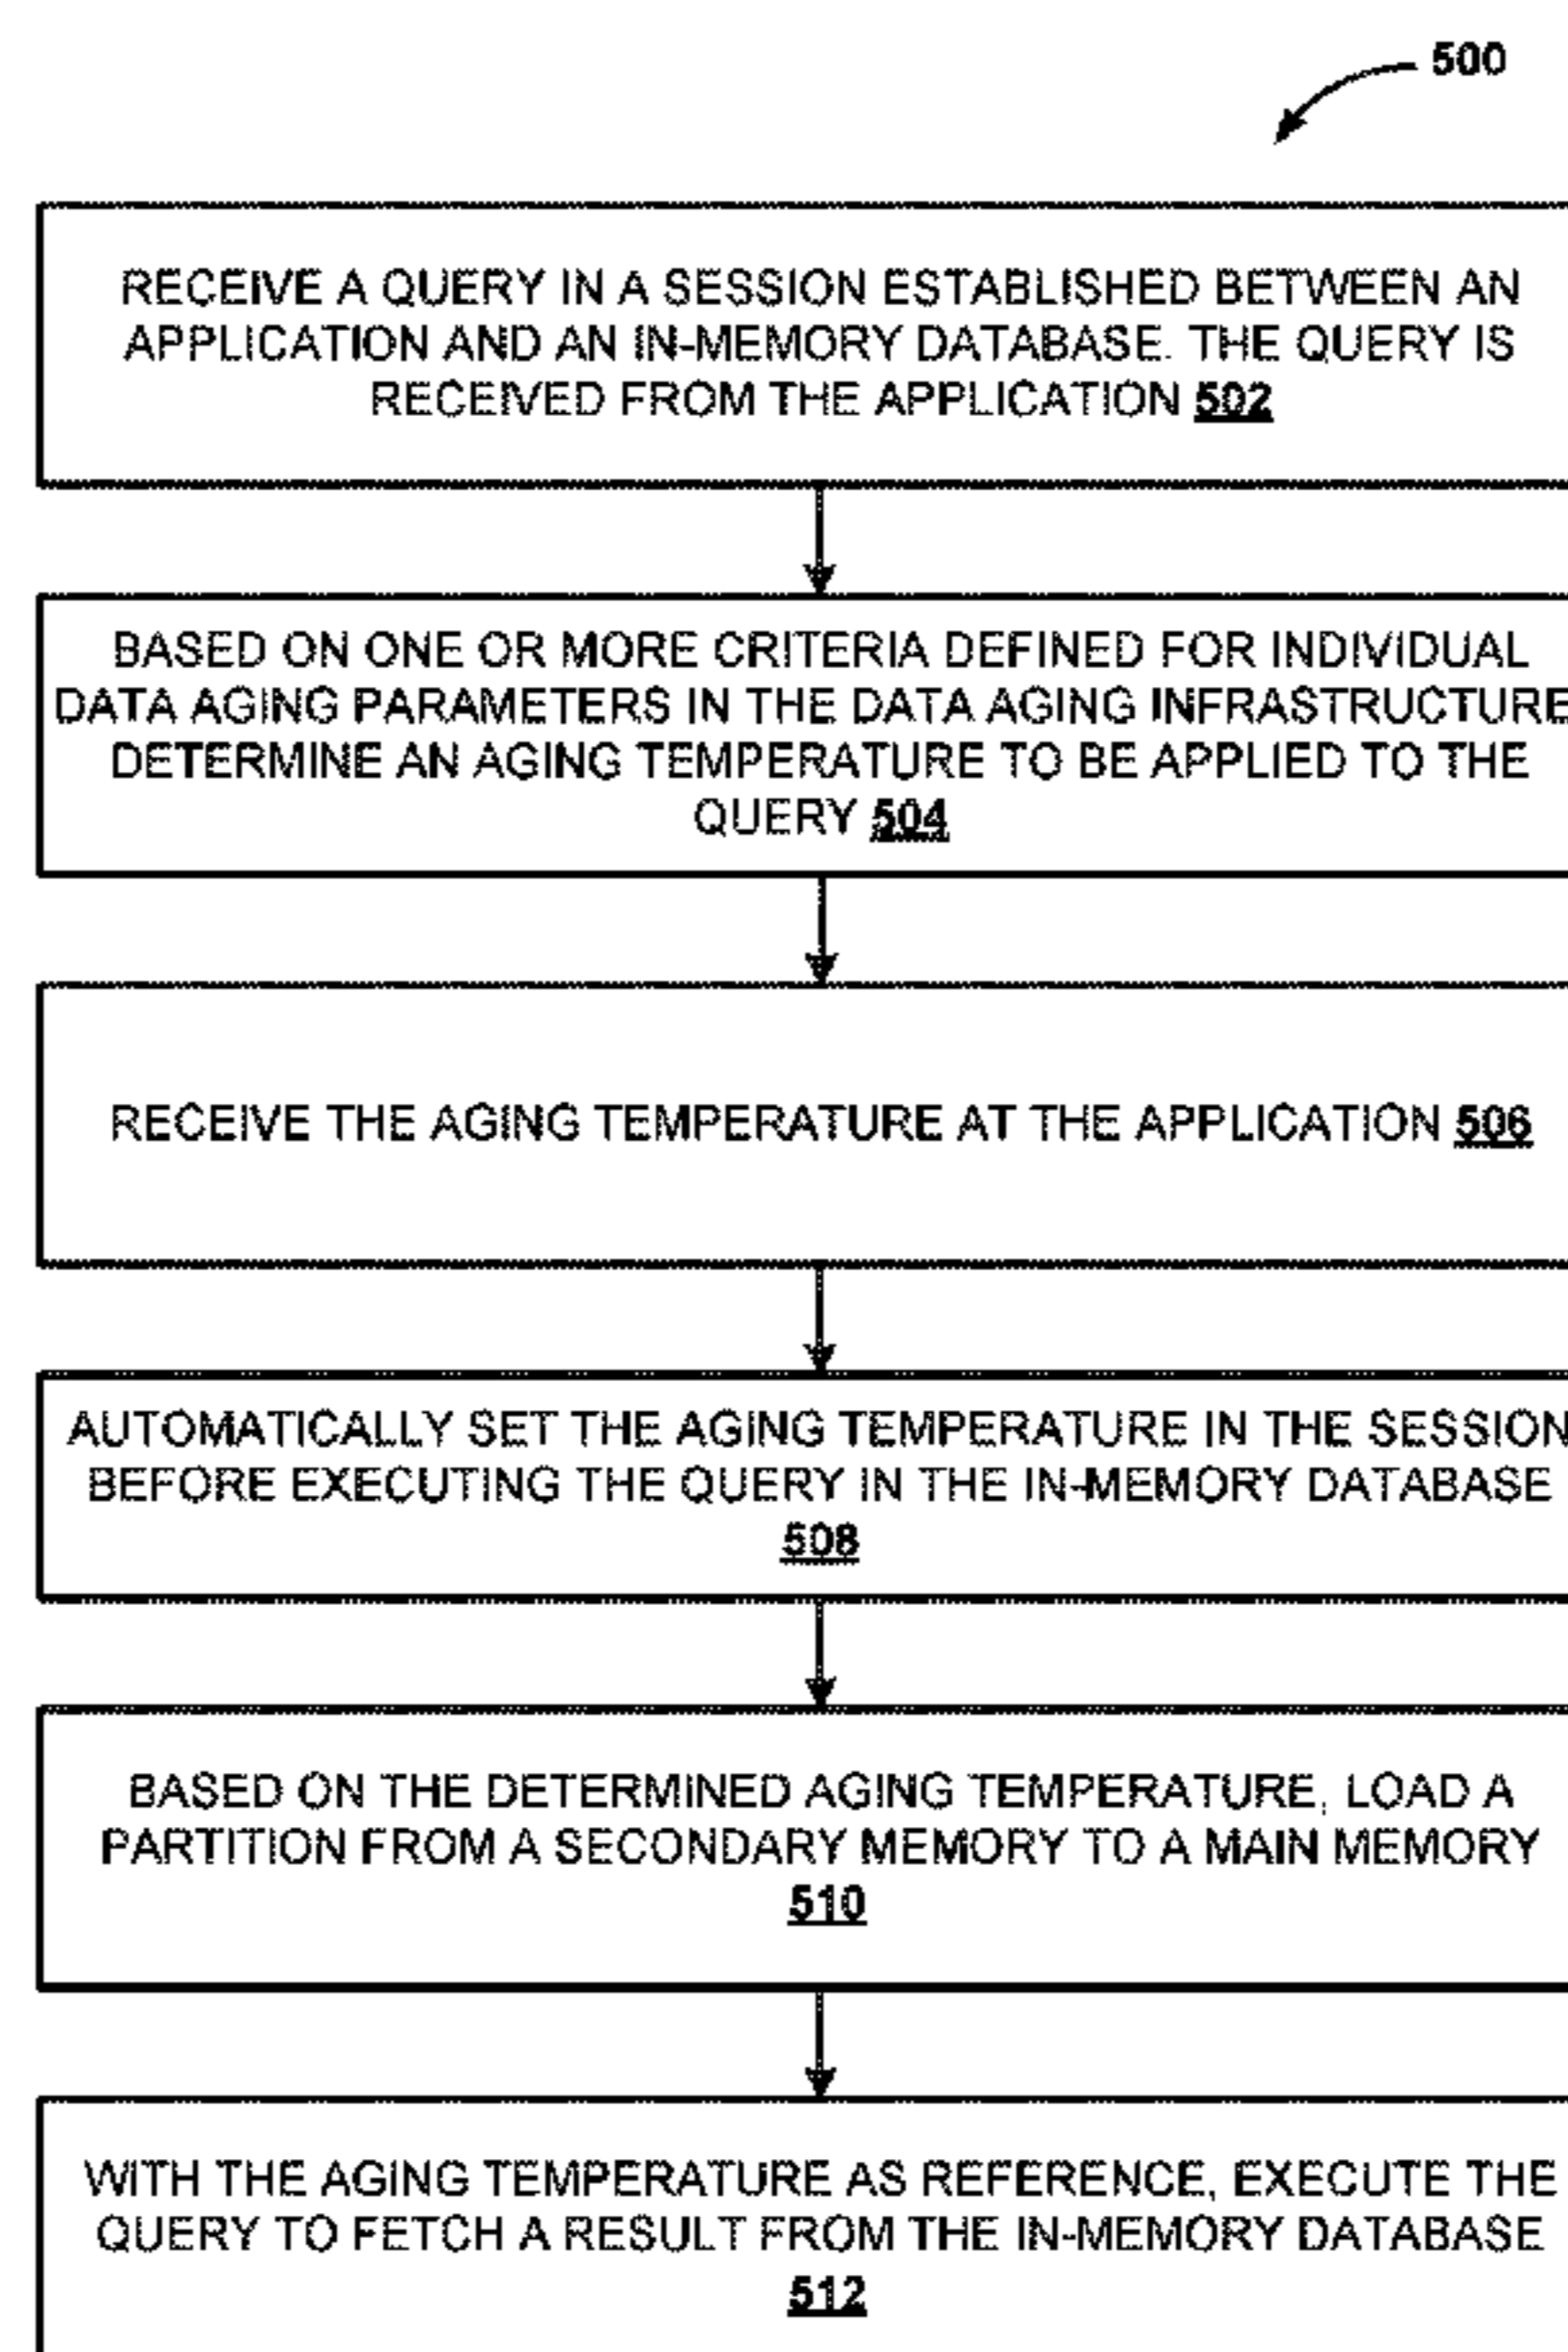 500
RECEIVE A QUERY IN A SESSION ESTABLISHED BETWEEN AN
APPLICATION AND AN IN-MEMORY DATABASE. THE QUERY IS
RECEIVED FROM THE APPLICATION 502
BASED ON ONE OR MORE CRITERIA DEFINED FOR INDIVIDUAL
DATA AGING PARAMETERS IN THE DATA AGING INFRASTRUCTURE
DETERMINE AN AGING TEMPERATURE TO BE APPLIED TO THE
QUERY 504
RECEIVE THE AGING TEMPERATURE AT THE APPLICATION 506
AUTOMATICALLY SET THE AGING TEMPERATURE IN THE SESSION
BEFORE EXECUTING THE QUERY IN THE IN-MEMORY DATABASE
508
BASED ON THE DETERMINED AGING TEMPERATURE, LOAD A
PARTITION FROM A SECONDARY MEMORY TO A MAIN MEMORY
510
WITH THE AGING TEMPERATURE AS REFERENCE, EXECUTE THE
QUERY TO FETCH A RESULT FROM THE IN-MEMORY DATABASE
512